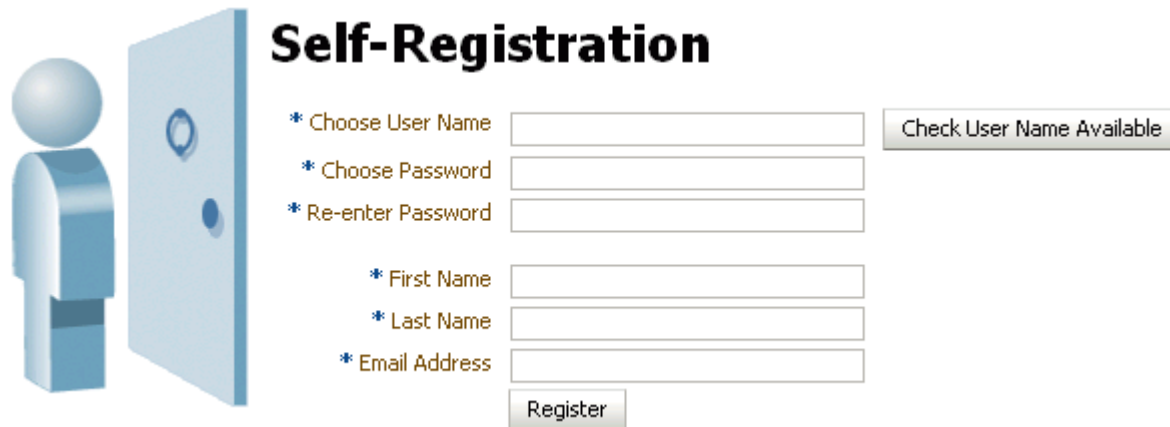 Self-Registration
* Choose User Name
Check User Name Available
* Choose Password
* Re-enter Password
* First Name
* Last Name
* Email Address
Register